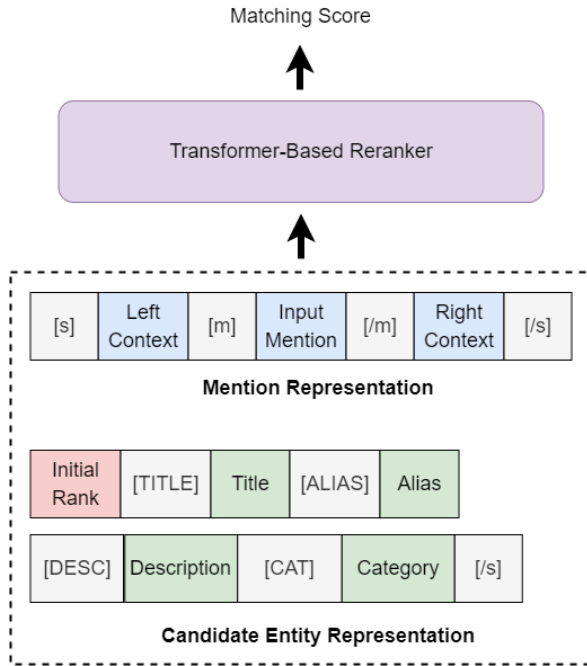 Matching Score
Transformer-Based Reranker
[s] Left Context [m] Input Mention [/m] Right Context [/s]
Mention Representation
Initial Rank [TITLE] Title [ALIAS] Alias
[DESC] Description [CAT] Category [/s]
Candidate Entity Representation